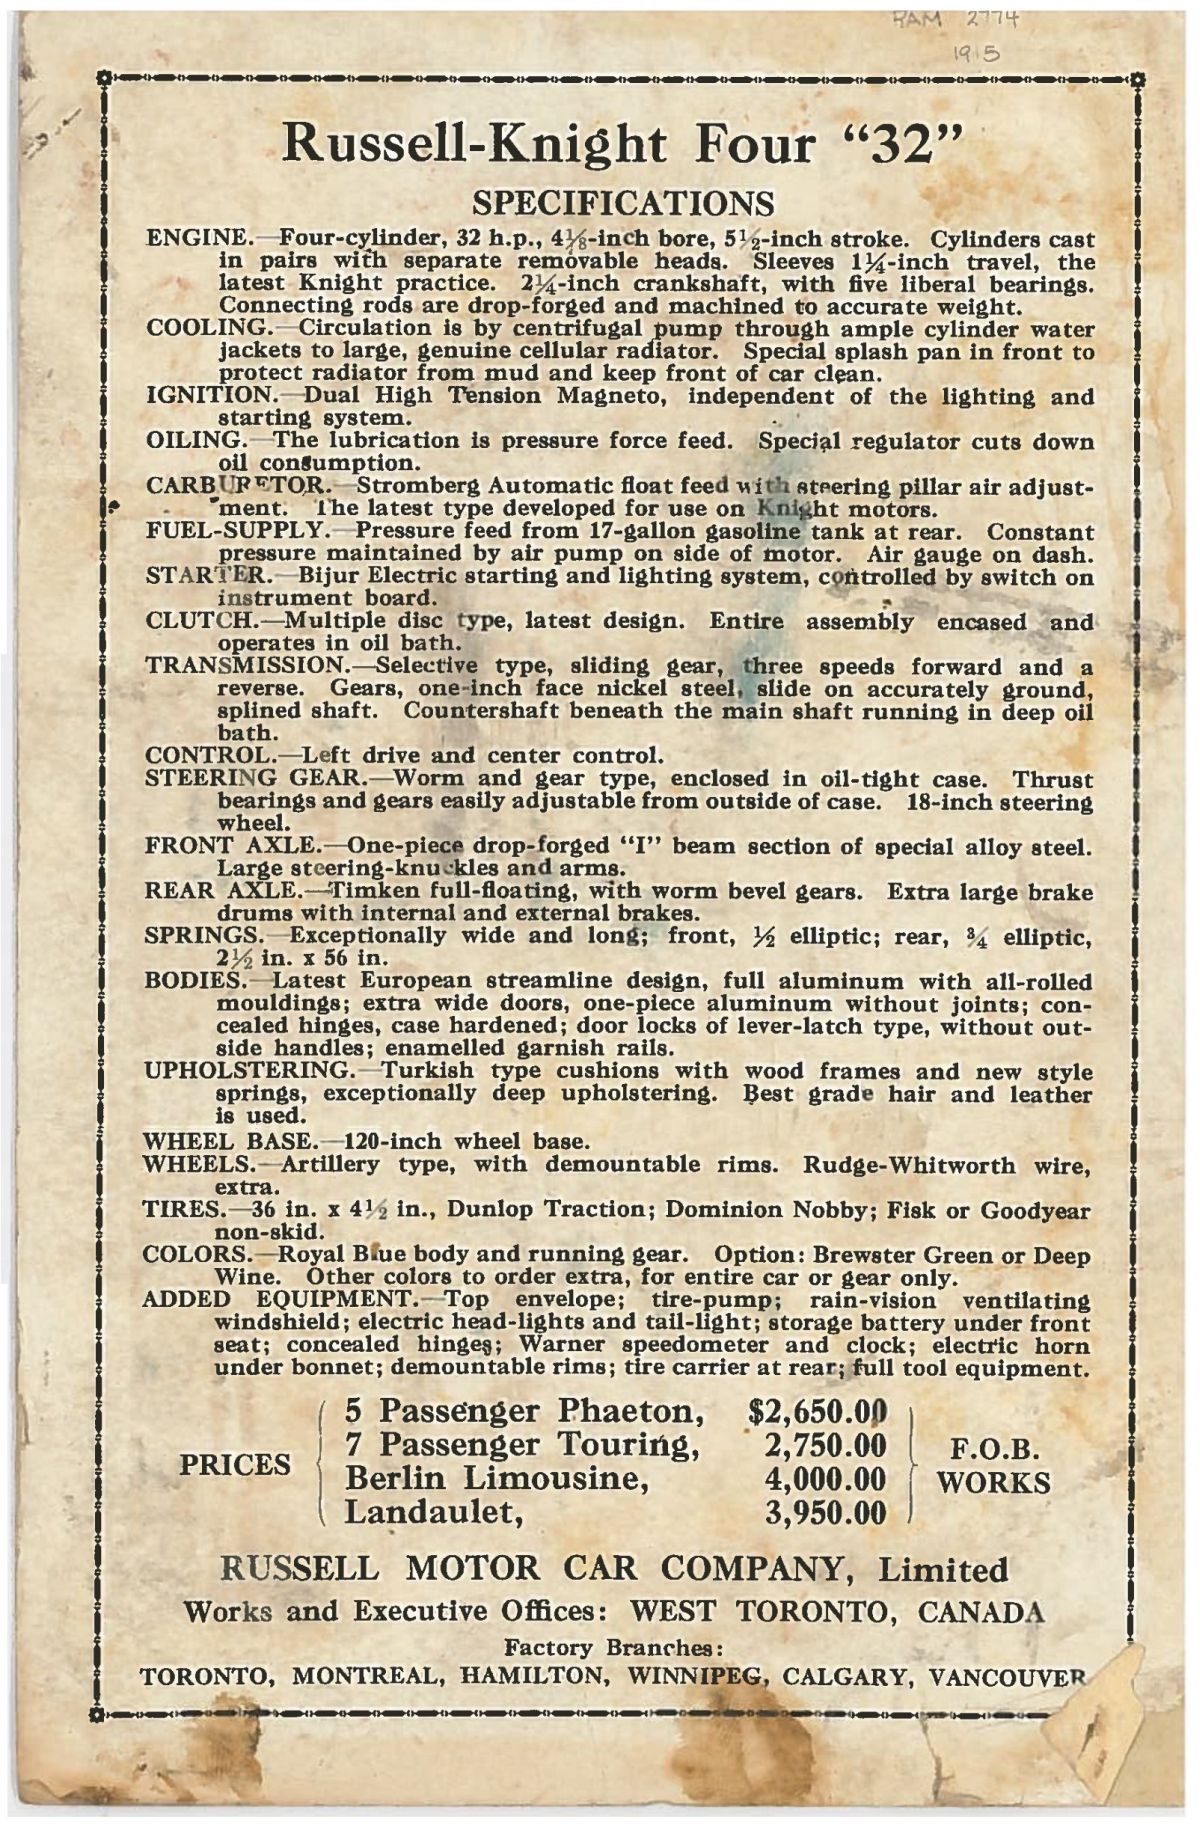 RAM 2774
1915
Russell-Knight Four “32”
SPECIFICATIONS
ENGINE.—Four-cylinder, 32 h.p., 4⅛-inch bore, 5½-inch stroke. Cylinders cast
in pairs with separate removable heads. Sleeves 1¼-inch travel, the
latest Knight practice. 2¼-inch crankshaft, with five liberal bearings.
Connecting rods are drop-forged and machined to accurate weight.
COOLING.—Circulation is by centrifugal pump through ample cylinder water
jackets to large, genuine cellular radiator. Special splash pan in front to
protect radiator from mud and keep front of car clean.
IGNITION.—Dual High Tension Magneto, independent of the lighting and
starting system.
OILING.—The lubrication is pressure force feed. Special regulator cuts down
oil consumption.
CARBURETOR.—Stromberg Automatic float feed with steering pillar air adjust-
ment. The latest type developed for use on Knight motors.
FUEL-SUPPLY.—Pressure feed from 17-gallon gasoline tank at rear. Constant
pressure maintained by air pump on side of motor. Air gauge on dash.
STARTER.—Bijur Electric starting and lighting system, controlled by switch on
instrument board.
CLUTCH.—Multiple disc type, latest design. Entire assembly encased and
operates in oil bath.
TRANSMISSION.—Selective type, sliding gear, three speeds forward and a
reverse. Gears, one-inch face nickel steel, slide on accurately ground,
splined shaft. Countershaft beneath the main shaft running in deep oil
bath.
CONTROL.—Left drive and center control.
STEERING GEAR.—Worm and gear type, enclosed in oil-tight case. Thrust
bearings and gears easily adjustable from outside of case. 18-inch steering
wheel.
FRONT AXLE.—One-piece drop-forged “I” beam section of special alloy steel.
Large steering-knuckles and arms.
REAR AXLE.—Timken full-floating, with worm bevel gears. Extra large brake
drums with internal and external brakes.
SPRINGS.—Exceptionally wide and long; front, ½ elliptic; rear, ¾ elliptic,
2½ in. x 56 in.
BODIES.—Latest European streamline design, full aluminum with all-rolled
mouldings; extra wide doors, one-piece aluminum without joints; con-
cealed hinges, case hardened; door locks of lever-latch type, without out-
side handles; enamelled garnish rails.
UPHOLSTERING.—Turkish type cushions with wood frames and new style
springs, exceptionally deep upholstering. Best grade hair and leather
is used.
WHEEL BASE.—120-inch wheel base.
WHEELS.—Artillery type, with demountable rims. Rudge-Whitworth wire,
extra.
TIRES.—36 in. x 4½ in., Dunlop Traction; Dominion Nobby; Fisk or Goodyear
non-skid.
COLORS.—Royal Blue body and running gear. Option: Brewster Green or Deep
Wine. Other colors to order extra, for entire car or gear only.
ADDED EQUIPMENT.—Top envelope; tire-pump; rain-vision ventilating
windshield; electric head-lights and tail-light; storage battery under front
seat; concealed hinges; Warner speedometer and clock; electric horn
under bonnet; demountable rims; tire carrier at rear; full tool equipment.
PRICES
5 Passenger Phaeton, $2,650.00
7 Passenger Touring, 2,750.00
Berlin Limousine, 4,000.00
Landaulet, 3,950.00
F.O.B.
WORKS
RUSSELL MOTOR CAR COMPANY, Limited
Works and Executive Offices: WEST TORONTO, CANADA
Factory Branches:
TORONTO, MONTREAL, HAMILTON, WINNIPEG, CALGARY, VANCOUVER